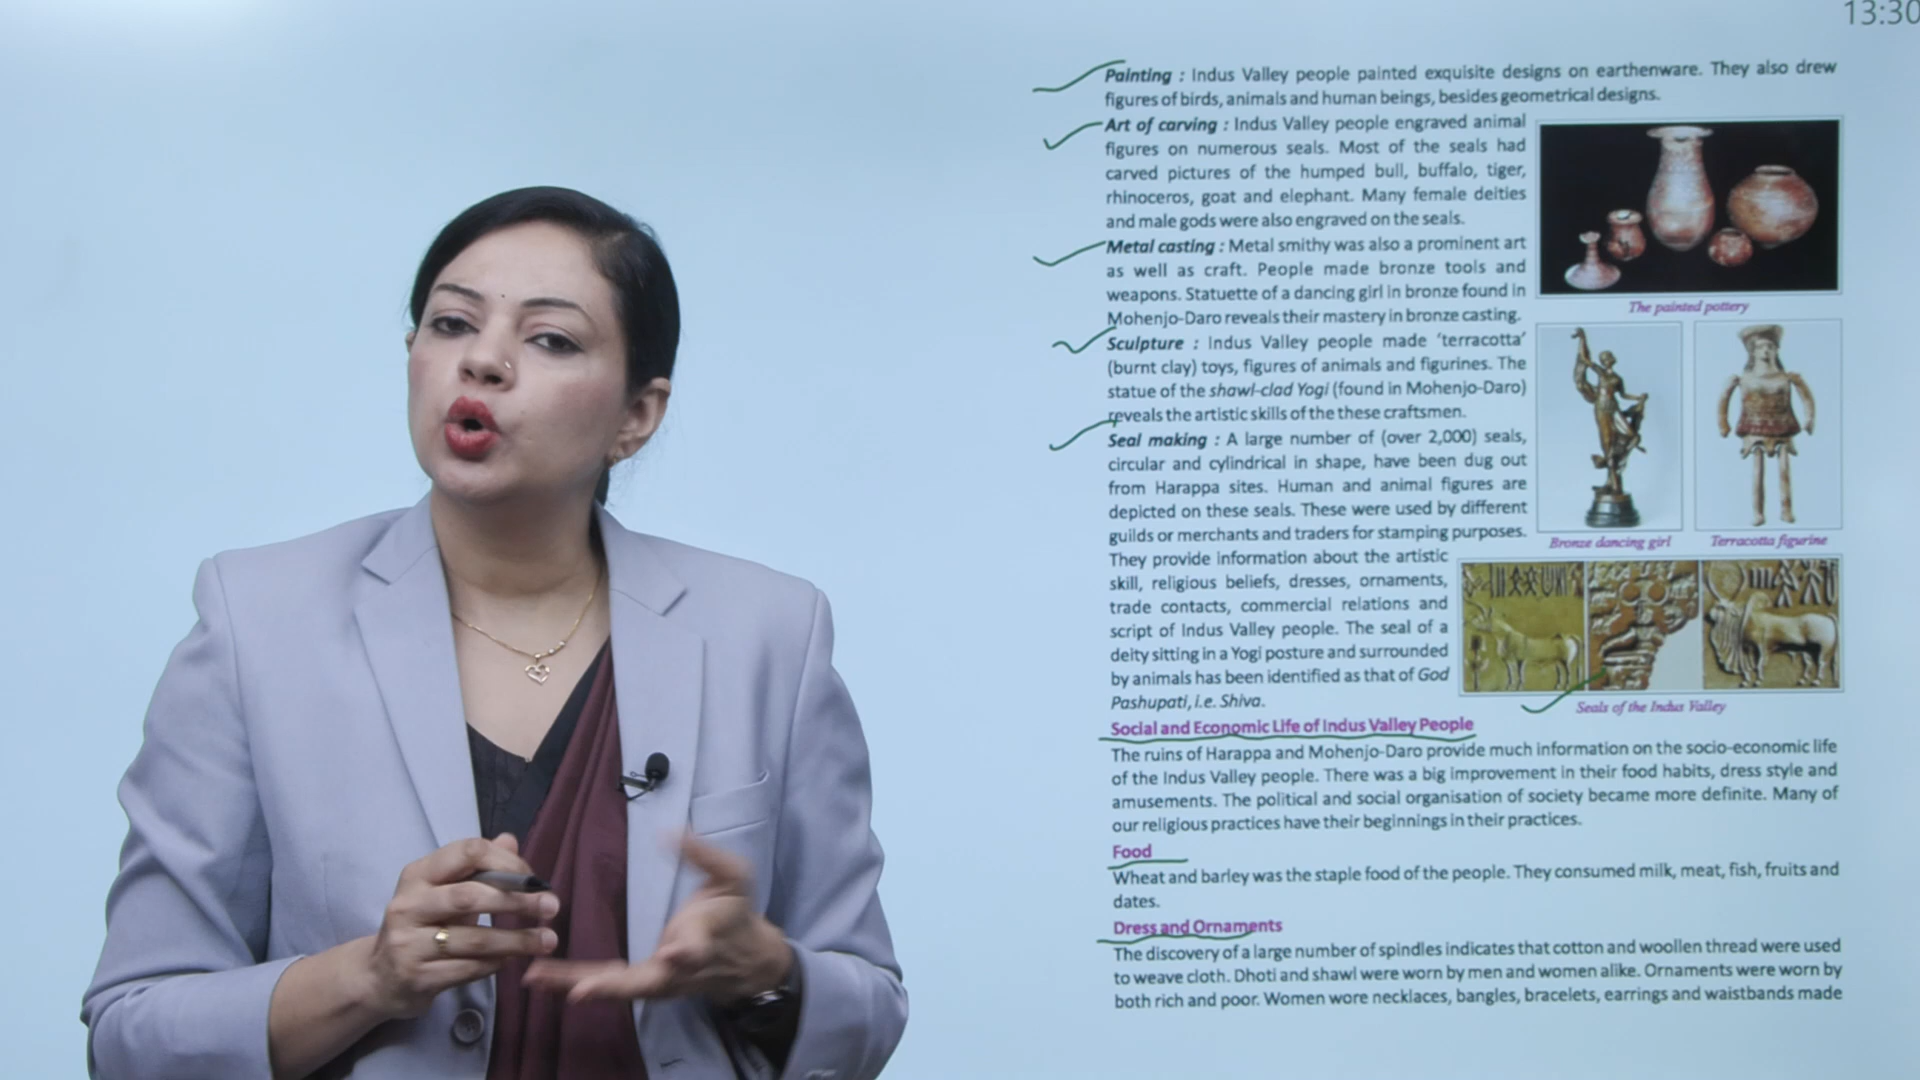 13:30
Painting : Indus Valley people painted exquisite designs on earthenware. They also drew
figures of birds, animals and human beings, besides geometrical designs.
Art of carving : Indus Valley people engraved animal
figures on numerous seals. Most of the seals had
carved pictures of the humped bull, buffalo, tiger,
rhinoceros, goat and elephant. Many female deities
and male gods were also engraved on the seals.
Metal casting : Metal smithy was also a prominent art
as well as craft. People made bronze tools and
weapons. Statuette of a dancing girl in bronze found in
Mohenjo-Daro reveals their mastery in bronze casting.
Sculpture : Indus Valley people made ‘terracotta’
(burnt clay) toys, figures of animals and figurines. The
statue of the shawl-clad Yogi (found in Mohenjo-Daro)
reveals the artistic skills of the these craftsmen.
Seal making : A large number of (over 2,000) seals,
circular and cylindrical in shape, have been dug out
from Harappa sites. Human and animal figures are
depicted on these seals. These were used by different
guilds or merchants and traders for stamping purposes.
They provide information about the artistic
skill, religious beliefs, dresses, ornaments,
trade contacts, commercial relations and
script of Indus Valley people. The seal of a
deity sitting in a Yogi posture and surrounded
by animals has been identified as that of God
Pashupati, i.e. Shiva.
The painted pottery
Bronze dancing girl
Terracotta figurine
Seals of the Indus Valley
Social and Economic Life of Indus Valley People
The ruins of Harappa and Mohenjo-Daro provide much information on the socio-economic life
of the Indus Valley people. There was a big improvement in their food habits, dress style and
amusements. The political and social organisation of society became more definite. Many of
our religious practices have their beginnings in their practices.
Food
Wheat and barley was the staple food of the people. They consumed milk, meat, fish, fruits and
dates.
Dress and Ornaments
The discovery of a large number of spindles indicates that cotton and woollen thread were used
to weave cloth. Dhoti and shawl were worn by men and women alike. Ornaments were worn by
both rich and poor. Women wore necklaces, bangles, bracelets, earrings and waistbands made